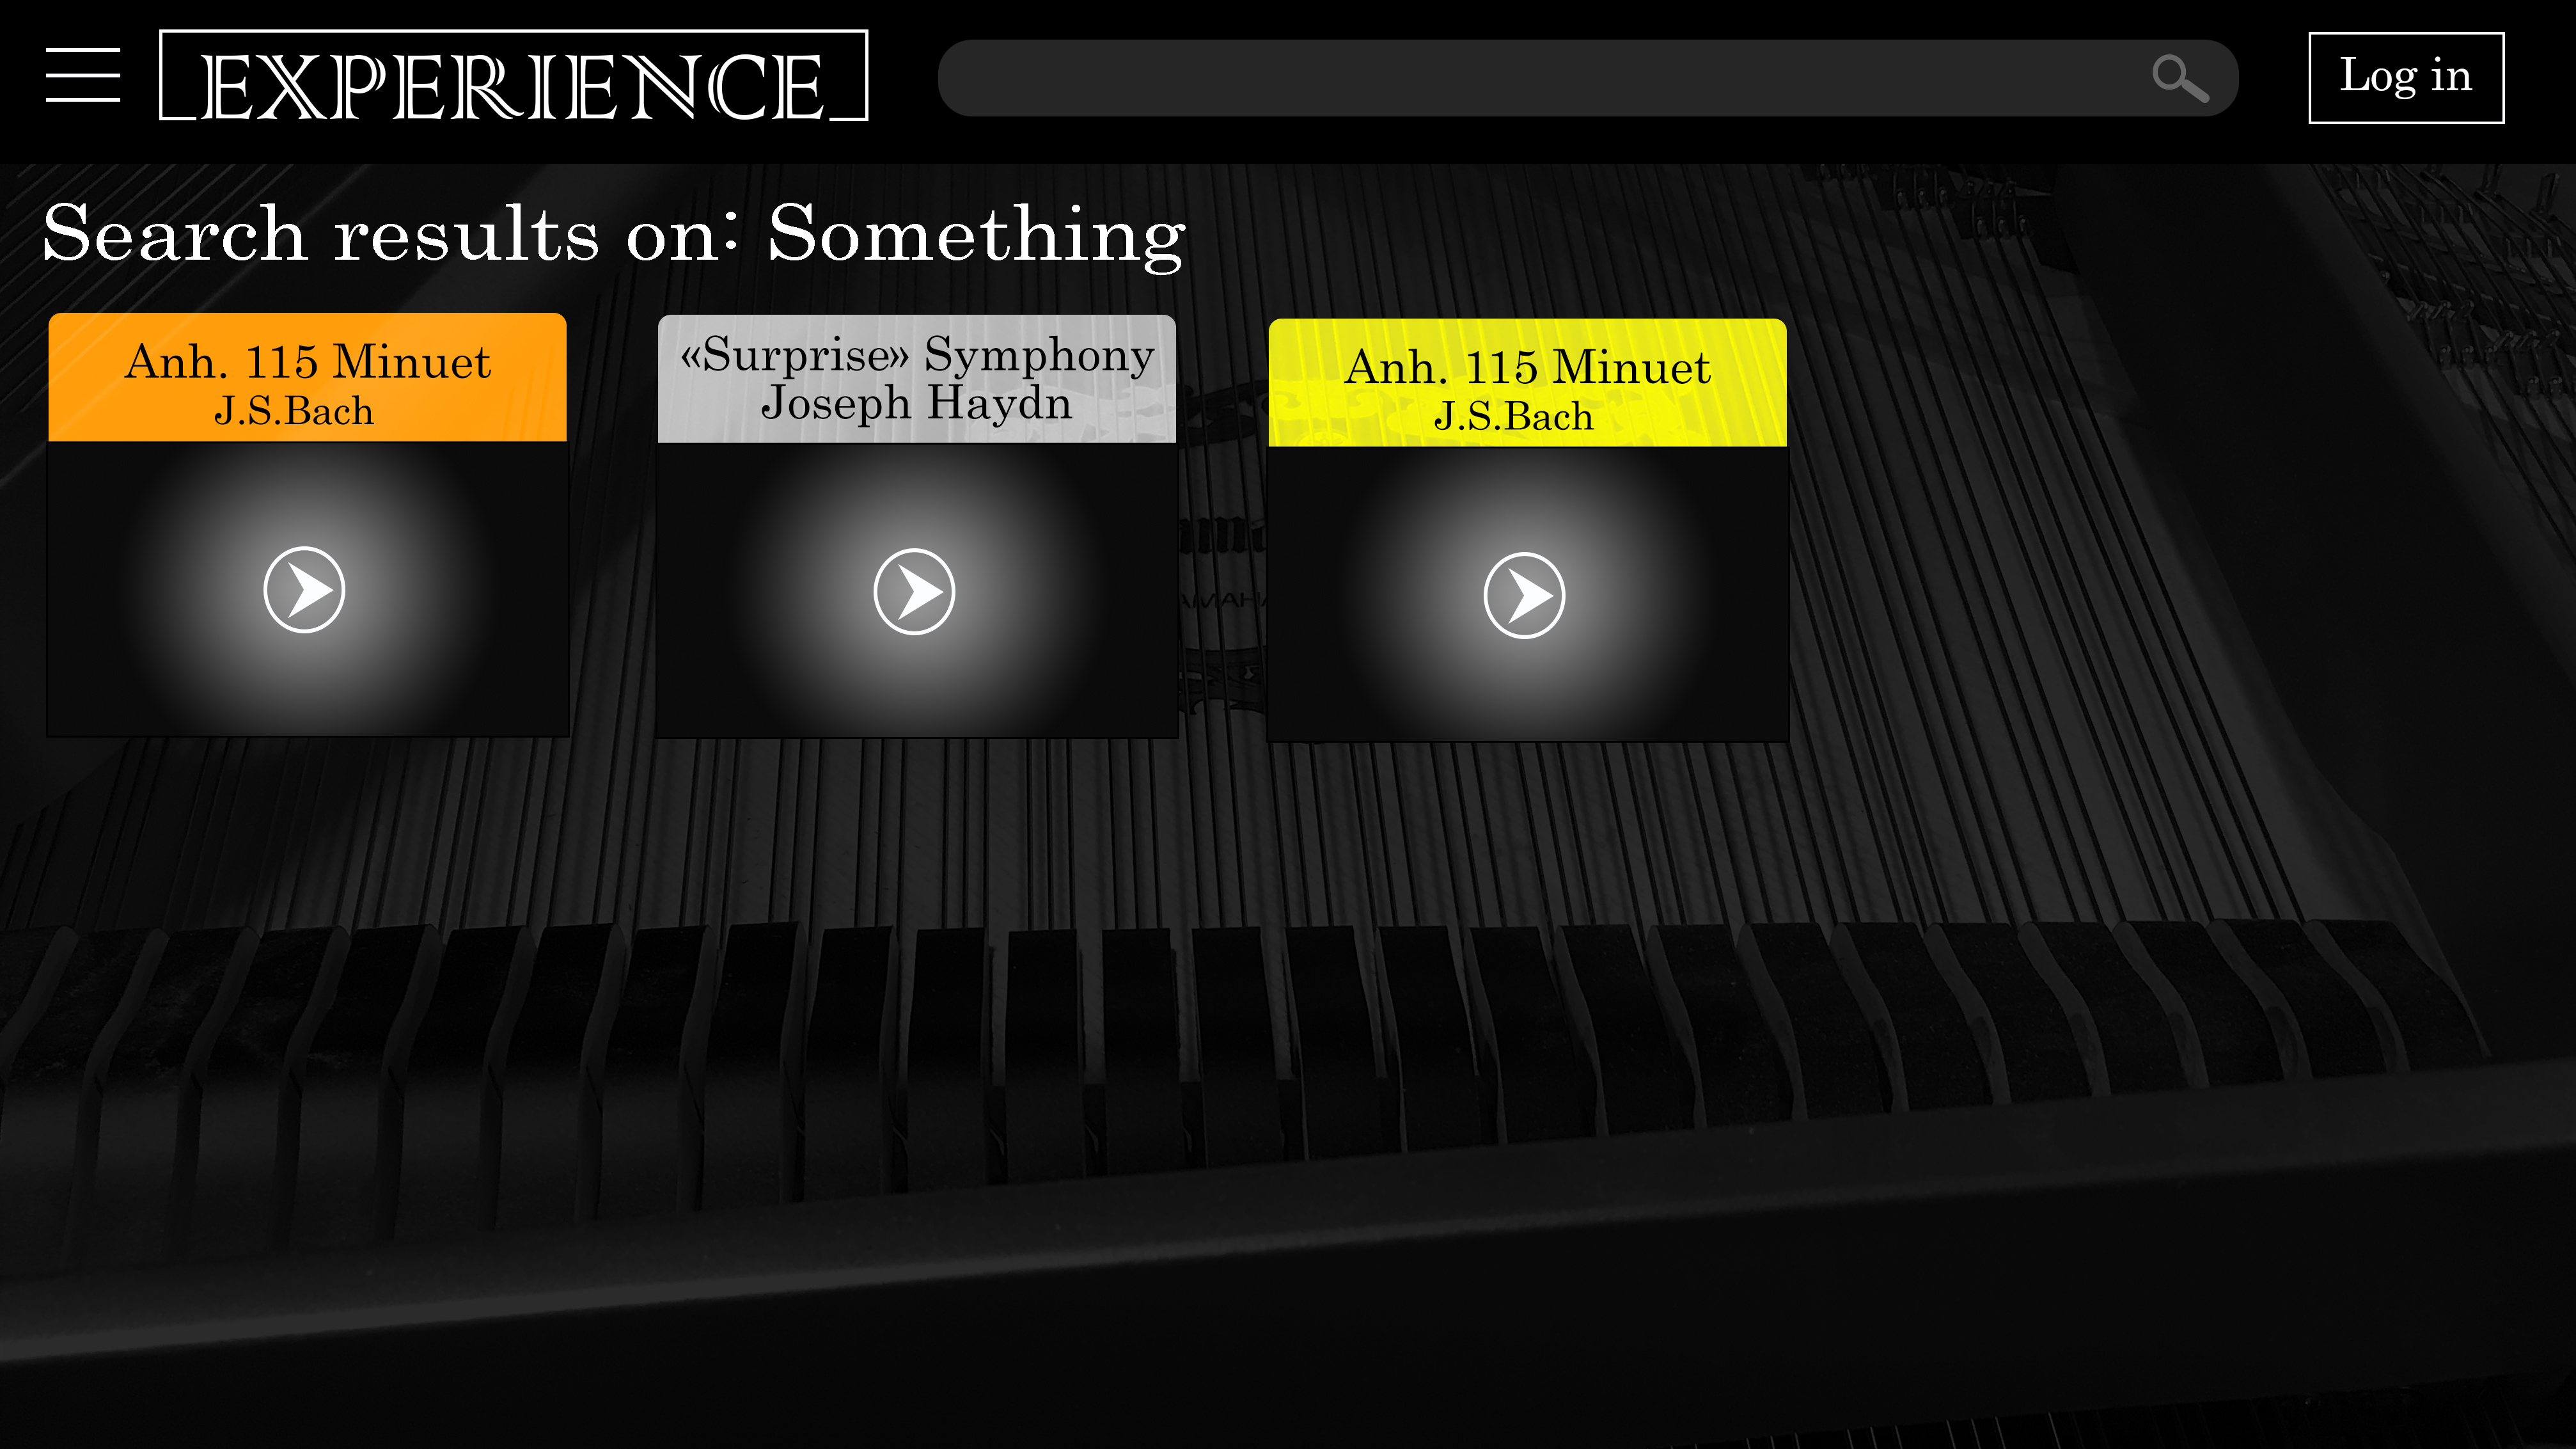 EXPERIENCE
Log in
Search results on: Something
Anh. 115 Minuet
J.S.Bach
«Surprise» Symphony
Joseph Haydn
Anh. 115 Minuet
J.S.Bach